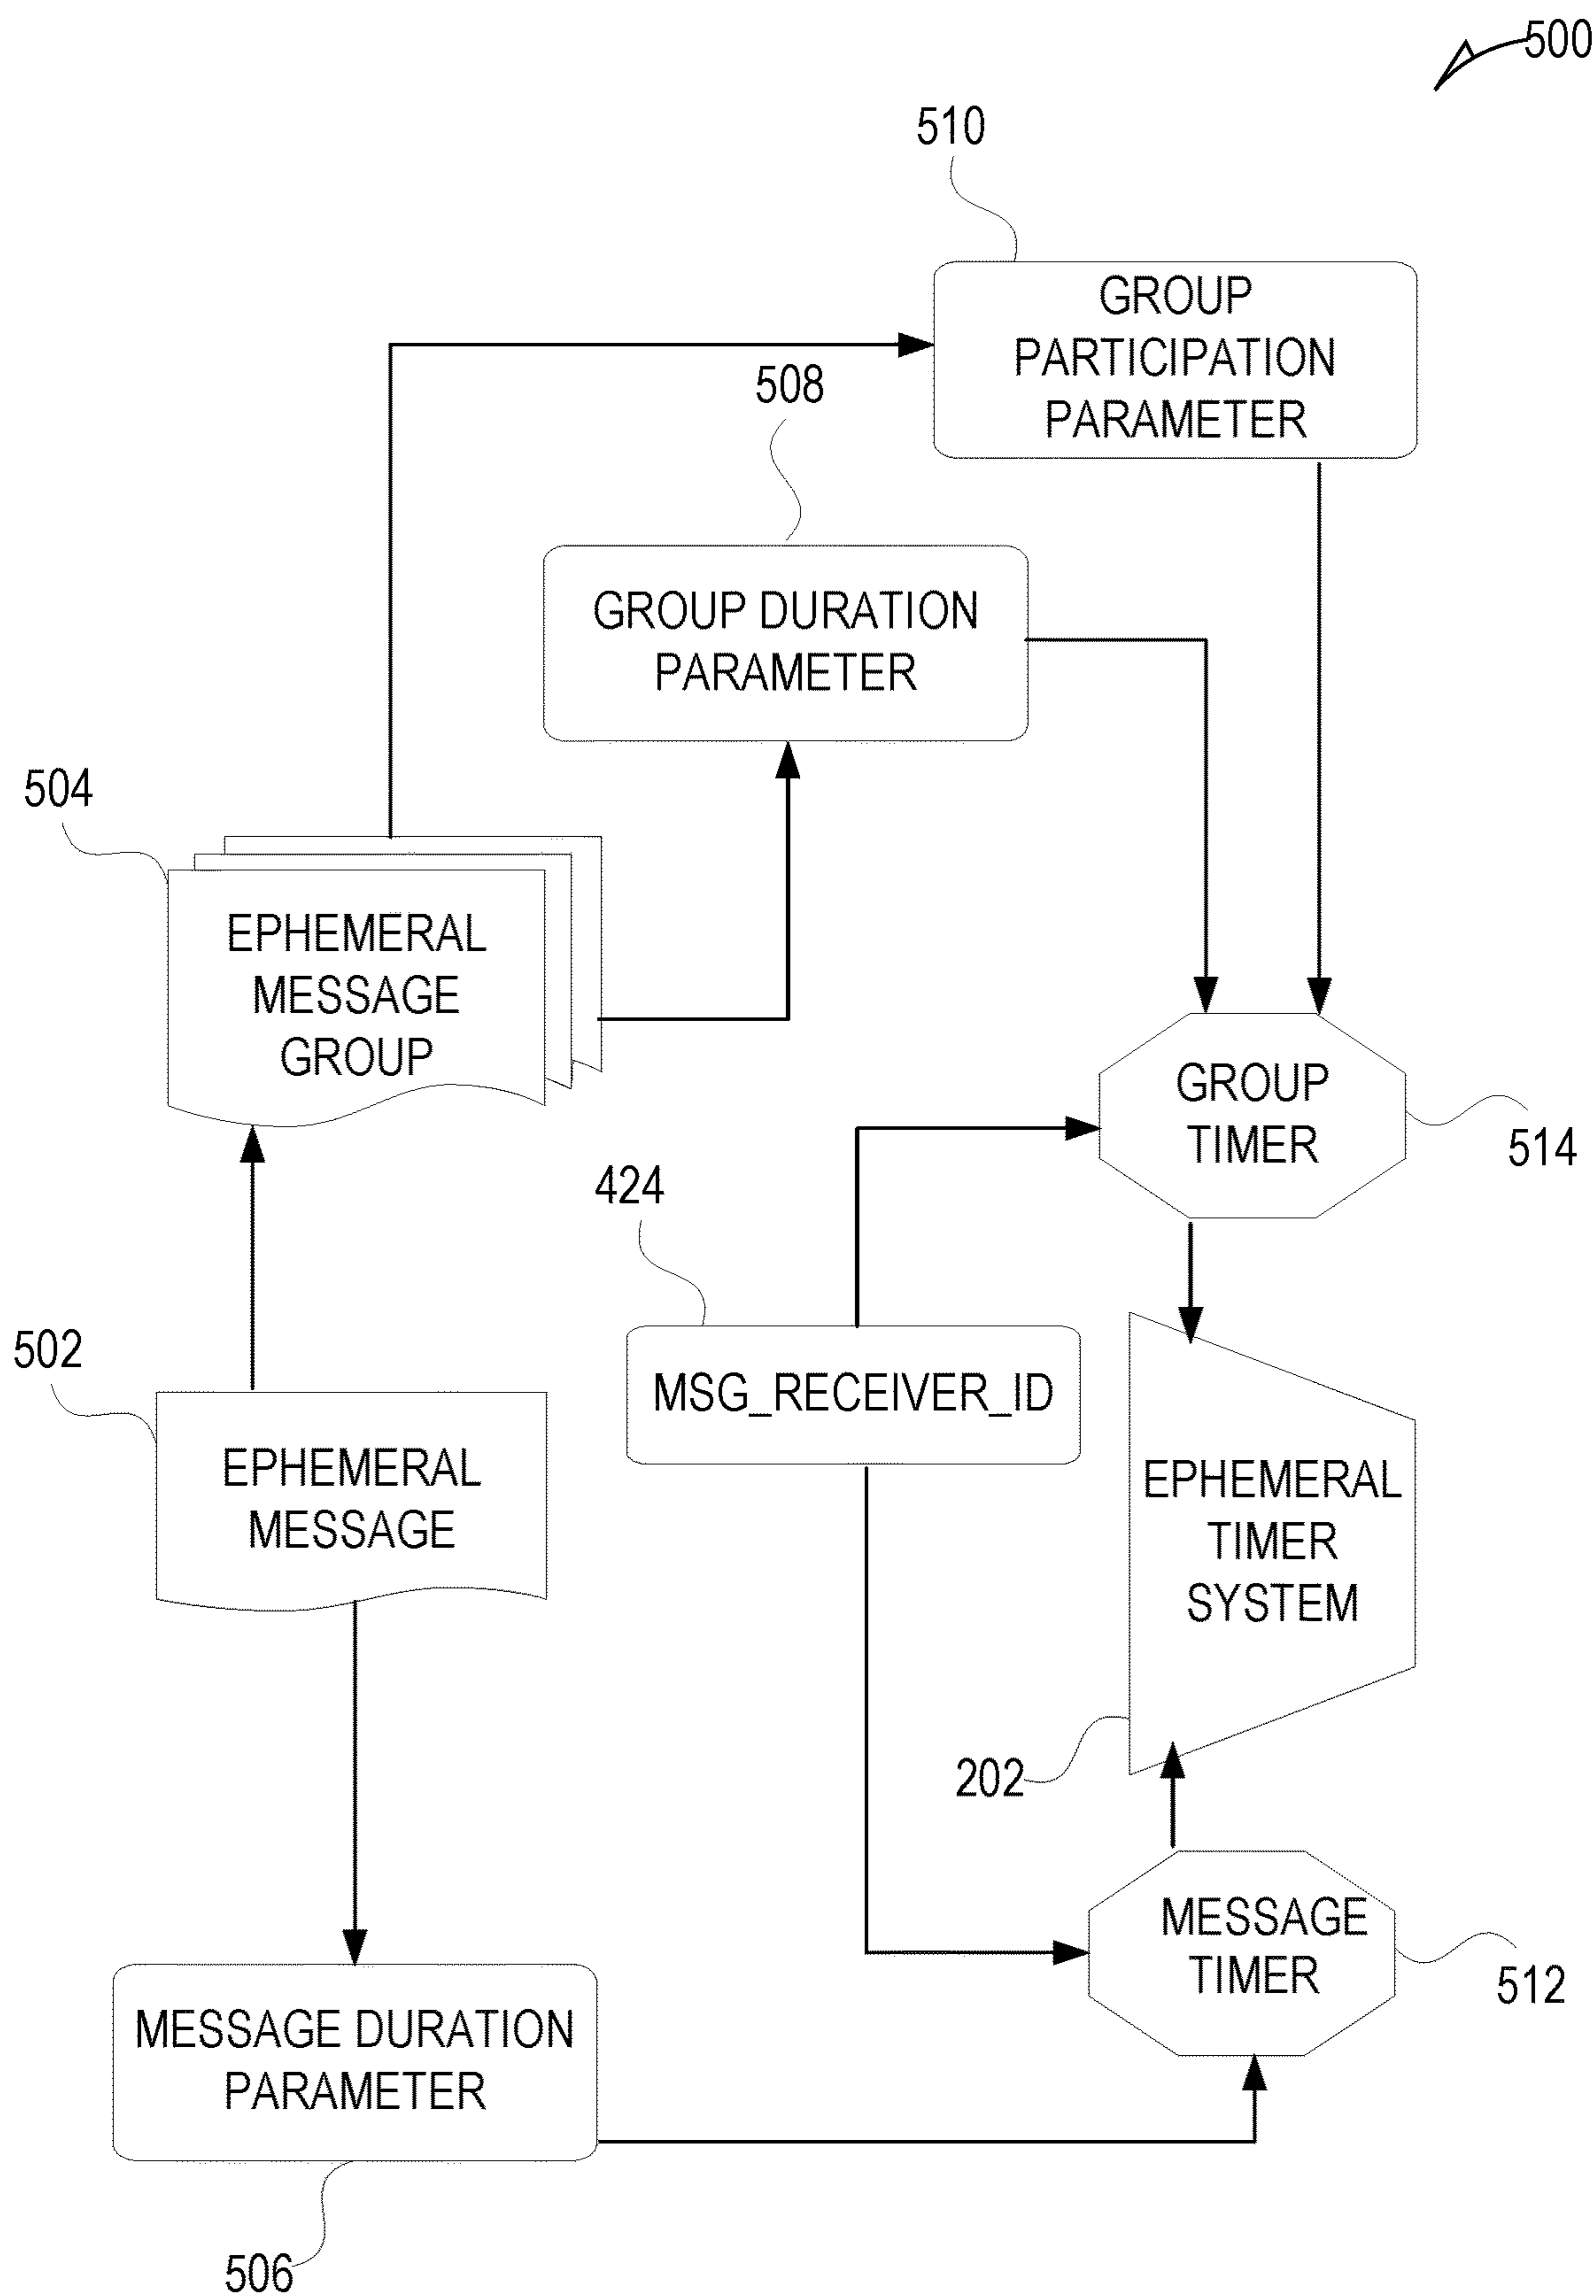 500
510
GROUP
PARTICIPATION
PARAMETER
508
GROUP DURATION
PARAMETER
504
EPHEMERAL
MESSAGE
GROUP
GROUP
TIMER
514
424
MSG_RECEIVER_ID
502
EPHEMERAL
MESSAGE
EPHEMERAL
TIMER
SYSTEM
202
MESSAGE
TIMER
512
MESSAGE DURATION
PARAMETER
506